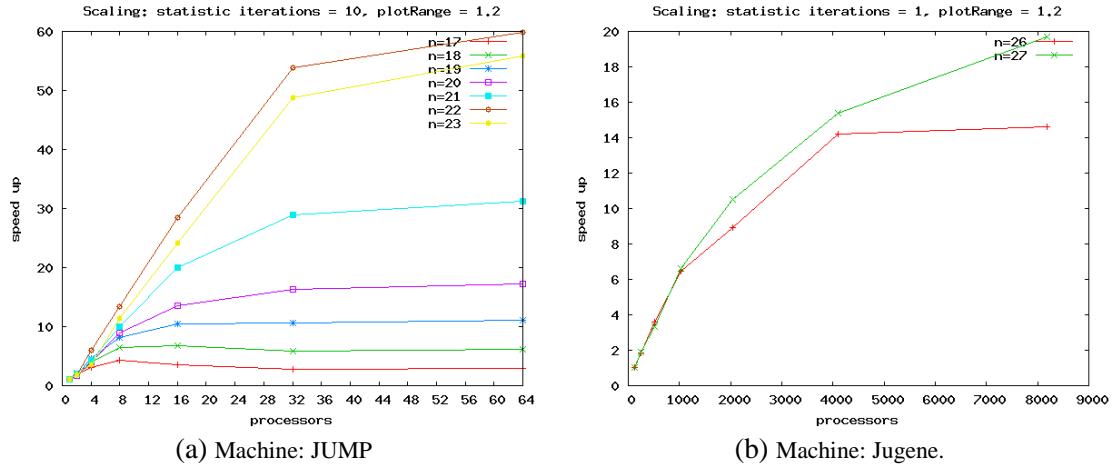 Scaling: statistic iterations = 10, plotRange = 1.2
60
50
40
30
20
10
0
speed up
n=17
n=18
n=19
n=20
n=21
n=22
n=23
0 4 8 12 16 20 24 28 32 36 40 44 48 52 56 60 64
processors
(a) Machine: JUMP
Scaling: statistic iterations = 1, plotRange = 1.2
20
18
16
14
12
10
8
6
4
2
0
speed up
n=26
n=27
0 1000 2000 3000 4000 5000 6000 7000 8000 9000
processors
(b) Machine: Jugene.